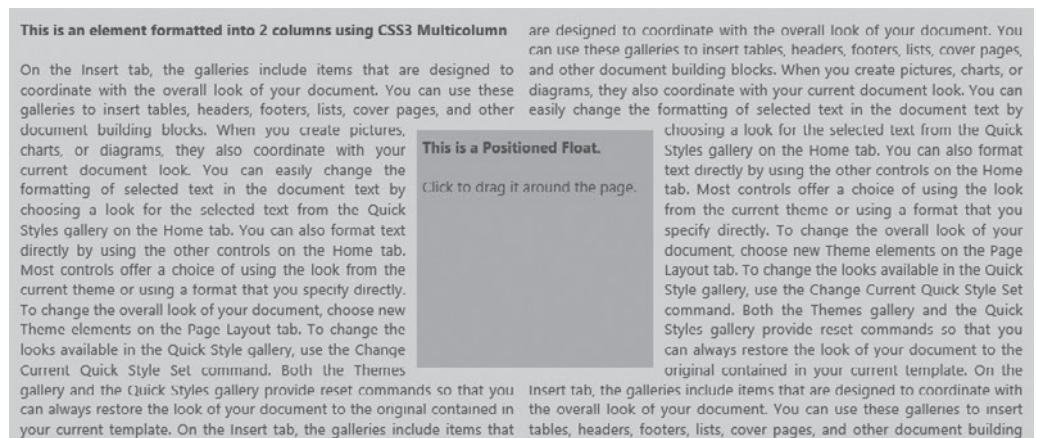 This is an element formatted into 2 columns using CSS3 Multicolumn
On the Insert tab, the galleries include items that are designed to
coordinate with the overall look of your document. You can use these
galleries to insert tables, headers, footers, lists, cover pages, and other
document building blocks. When you create pictures,
charts, or diagrams, they also coordinate with your
current document look. You can easily change the
formatting of selected text in the document text by
choosing a look for the selected text from the Quick
Styles gallery on the Home tab. You can also format text
directly by using the other controls on the Home tab.
Most controls offer a choice of using the look from the
current theme or using a format that you specify directly.
To change the overall look of your document, choose new
Theme elements on the Page Layout tab. To change the
looks available in the Quick Style gallery, use the Change
Current Quick Style Set command. Both the Themes
gallery and the Quick Styles gallery provide reset commands so that you
can always restore the look of your document to the original contained in
your current template. On the Insert tab, the galleries include items that
are designed to coordinate with the overall look of your document. You
can use these galleries to insert tables, headers, footers, lists, cover pages,
and other document building blocks. When you create pictures, charts, or
diagrams, they also coordinate with your current document look. You can
easily change the formatting of selected text in the document text by
choosing a look for the selected text from the Quick
Styles gallery on the Home tab. You can also format
text directly by using the other controls on the Home
tab. Most controls offer a choice of using the look
from the current theme or using a format that you
specify directly. To change the overall look of your
document, choose new Theme elements on the Page
Layout tab. To change the looks available in the Quick
Style gallery, use the Change Current Quick Style Set
command. Both the Themes gallery and the Quick
Styles gallery provide reset commands so that you
can always restore the look of your document to the
original contained in your current template. On the
Insert tab, the galleries include items that are designed to coordinate with
the overall look of your document. You can use these galleries to insert
tables, headers, footers, lists, cover pages, and other document building
This is a Positioned Float.
Click to drag it around the page.